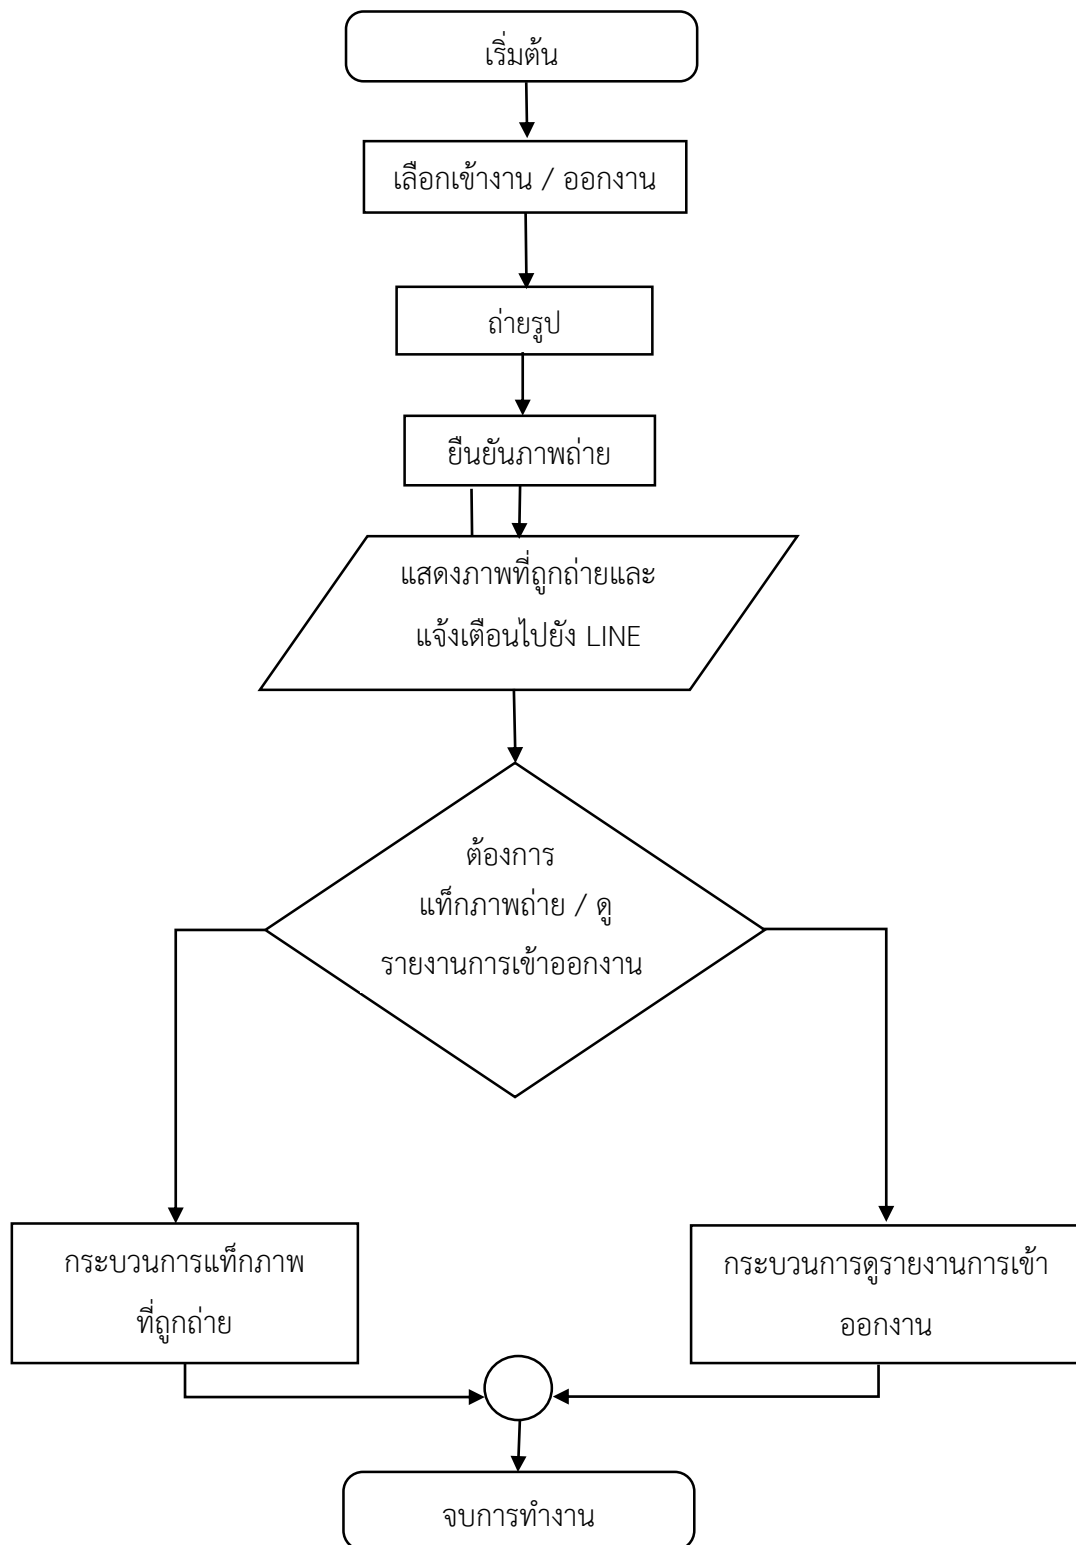 เริ่มต้น
เลือกเข้างาน / ออกงาน
ถ่ายรูป
ยืนยันภาพถ่าย
แสดงภาพที่ถูกถ่ายและ
แจ้งเตือนไปยัง LINE
ต้องการ
แท็กภาพถ่าย / ดู
รายงานการเข้าออกงาน
กระบวนการแท็กภาพ
ที่ถูกถ่าย
กระบวนการดูรายงานการเข้า
ออกงาน
จบการทำงาน